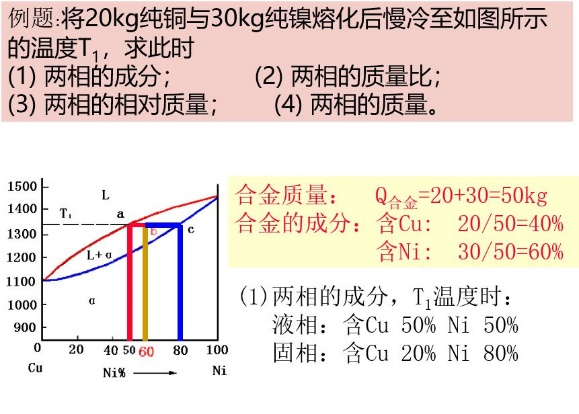 例题:将20kg纯铜与30kg纯镍熔化后慢冷至如图所示
的温度T₁，求此时
(1) 两相的成分； (2) 两相的质量比；
(3) 两相的相对质量； (4) 两相的质量。
合金质量： Q合金=20+30=50kg
合金的成分：含Cu： 20/50=40%
含Ni： 30/50=60%
(1)两相的成分，T₁温度时：
液相：含Cu 50% Ni 50%
固相：含Cu 20% Ni 80%
1500
L
1400
T₁
a
b
c
1300
1200
L+α
1100
1000
α
900
0 20 40 50 60 80 100
Cu Ni% Ni